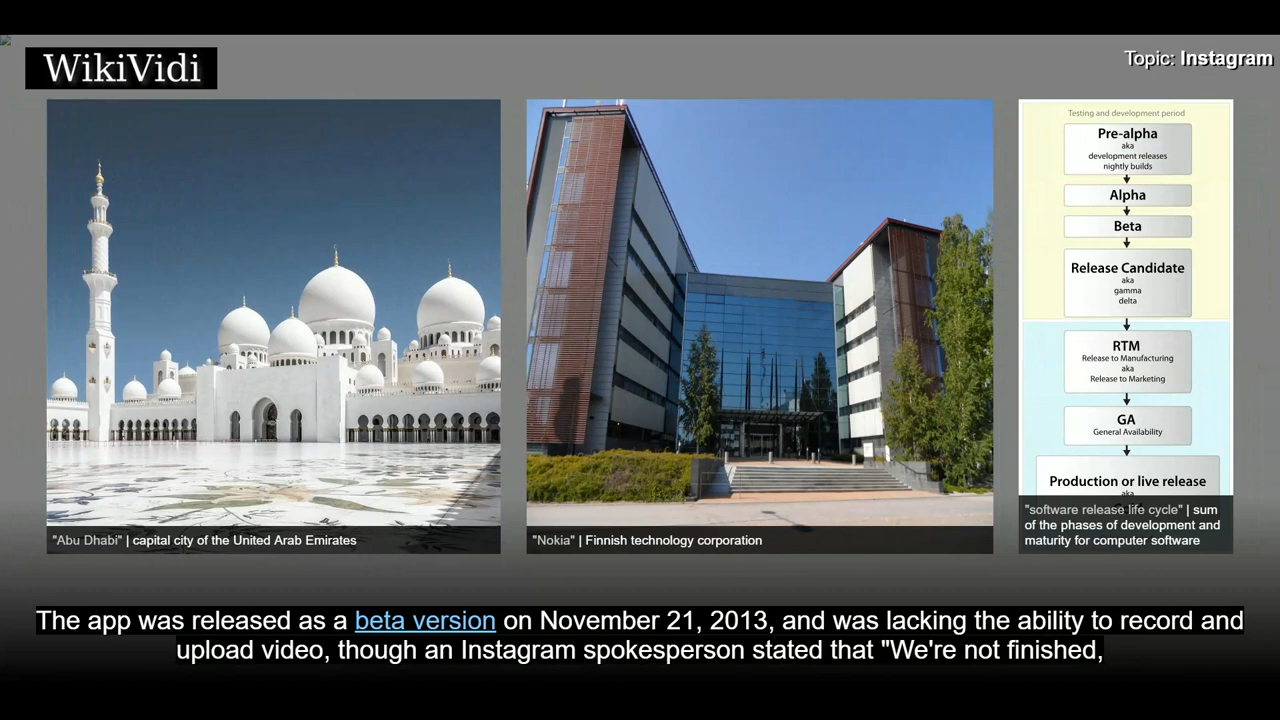 WikiVidi
Topic: Instagram
Testing and development period
Pre-alpha
aka
development releases
nightly builds
Alpha
Beta
Release Candidate
aka
gamma
delta
RTM
Release to Manufacturing
aka
Release to Marketing
GA
General Availability
Production or live release
aka
"Abu Dhabi" | capital city of the United Arab Emirates
"Nokia" | Finnish technology corporation
"software release life cycle" | sum
of the phases of development and
maturity for computer software
The app was released as a beta version on November 21, 2013, and was lacking the ability to record and
upload video, though an Instagram spokesperson stated that "We're not finished,